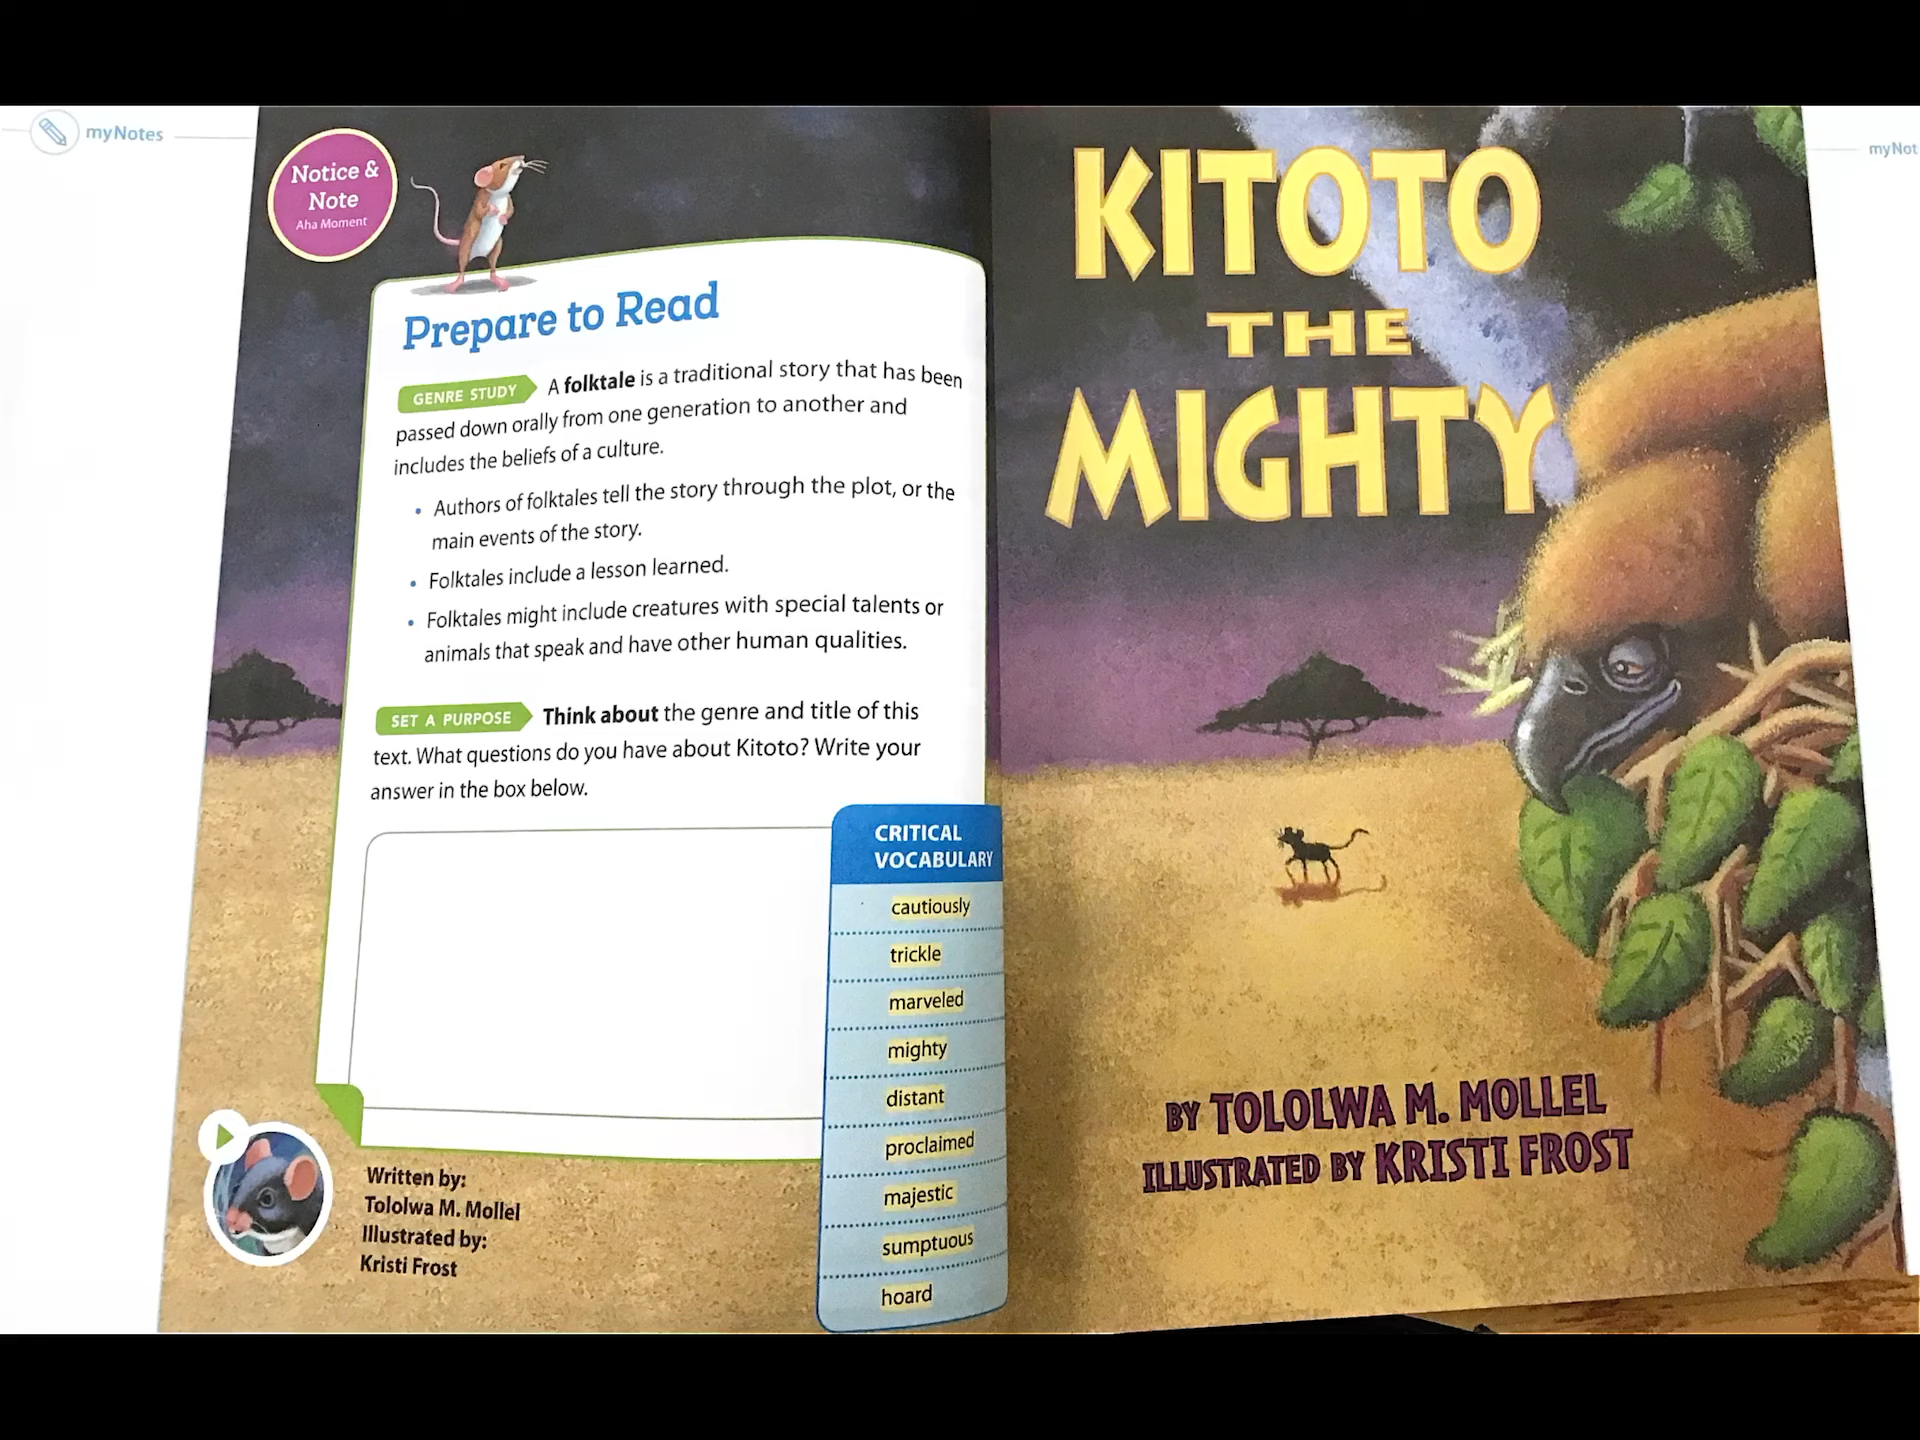 myNotes
Notice &
Note
Aha Moment
Prepare to Read
GENRE STUDY A folktale is a traditional story that has been
passed down orally from one generation to another and
includes the beliefs of a culture.
• Authors of folktales tell the story through the plot, or the
main events of the story.
• Folktales include a lesson learned.
• Folktales might include creatures with special talents or
animals that speak and have other human qualities.
SET A PURPOSE Think about the genre and title of this
text. What questions do you have about Kitoto? Write your
answer in the box below.
CRITICAL
VOCABULARY
cautiously
trickle
marveled
mighty
distant
proclaimed
majestic
sumptuous
hoard
Written by:
Tololwa M. Mollel
Illustrated by:
Kristi Frost
KITOTO
THE
MIGHTY
BY TOLOLWA M. MOLLEL
ILLUSTRATED BY KRISTI FROST
myNot